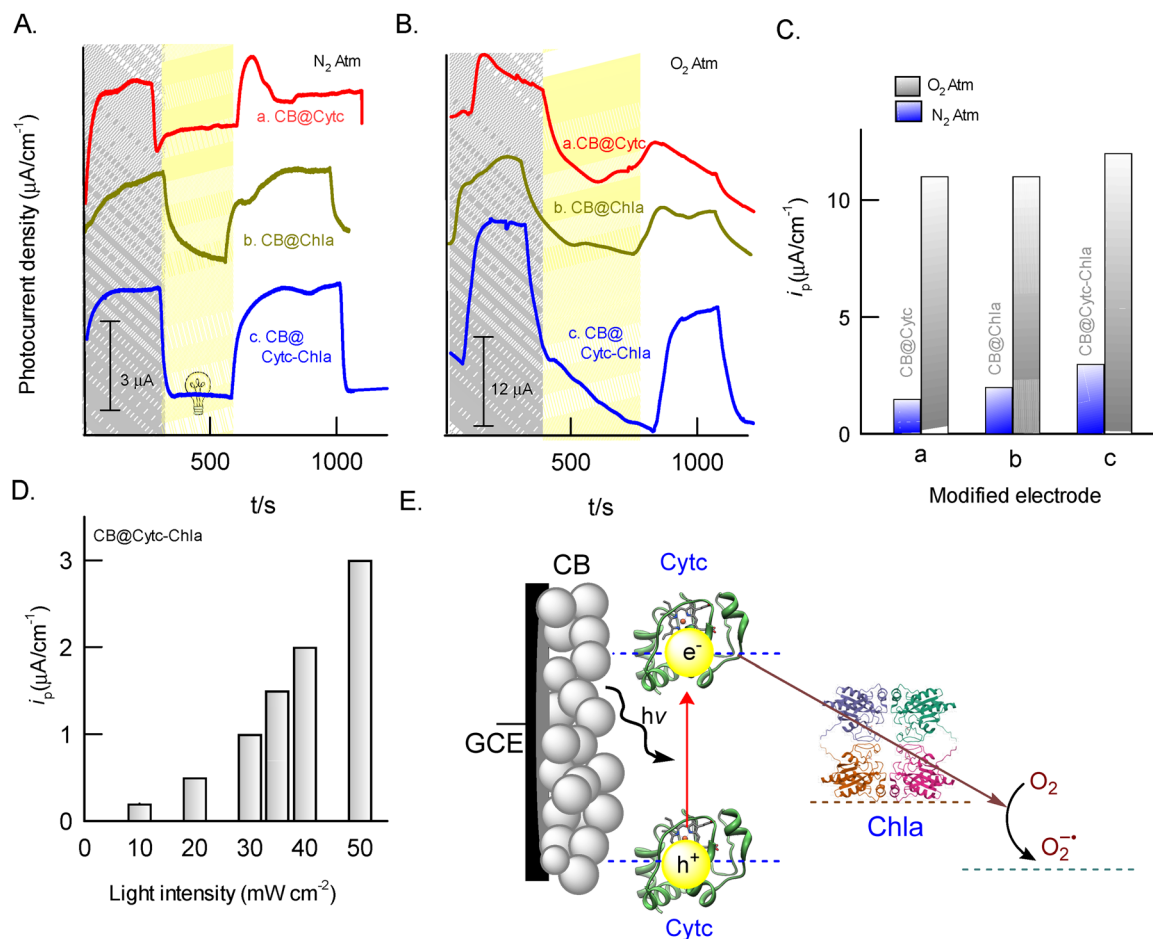 A.
N₂ Atm
a. CB@Cytc
b. CB@Chla
c. CB@
Cytc-Chla
3 μA
Photocurrent density (μA/cm⁻¹)
500
1000
t/s
B.
O₂ Atm
a.CB@Cytc
b. CB@Chla
c. CB@
Cytc-Chla
12 μA
500
1000
t/s
C.
O₂ Atm
N₂ Atm
10
5
0
iₚ(μA/cm⁻¹)
CB@Cytc
CB@Chla
CB@Cytc-Chla
a
b
c
Modified electrode
D.
CB@Cytc-Chla
3
2
1
0
iₚ(μA/cm⁻¹)
0
10
20
30
40
50
Light intensity (mW cm⁻²)
E.
CB
Cytc
e⁻
hν
GCE
h⁺
Cytc
Chla
O₂
O₂⁻•